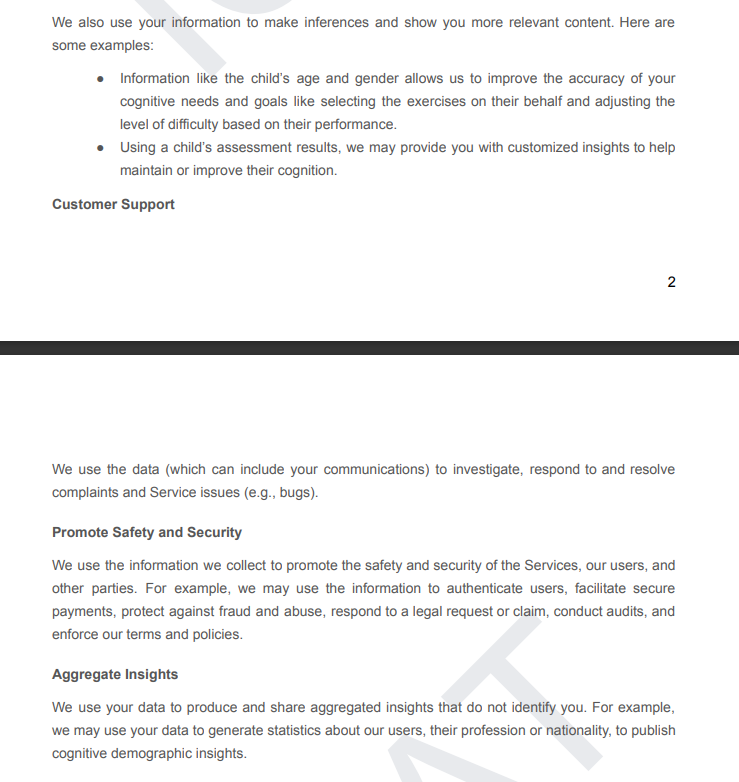 We also use your information to make inferences and show you more relevant content. Here are
some examples:
● Information like the child's age and gender allows us to improve the accuracy of your
cognitive needs and goals like selecting the exercises on their behalf and adjusting the
level of difficulty based on their performance.
● Using a child's assessment results, we may provide you with customized insights to help
maintain or improve their cognition.
Customer Support
2
We use the data (which can include your communications) to investigate, respond to and resolve
complaints and Service issues (e.g., bugs).
Promote Safety and Security
We use the information we collect to promote the safety and security of the Services, our users, and
other parties. For example, we may use the information to authenticate users, facilitate secure
payments, protect against fraud and abuse, respond to a legal request or claim, conduct audits, and
enforce our terms and policies.
Aggregate Insights
We use your data to produce and share aggregated insights that do not identify you. For example,
we may use your data to generate statistics about our users, their profession or nationality, to publish
cognitive demographic insights.